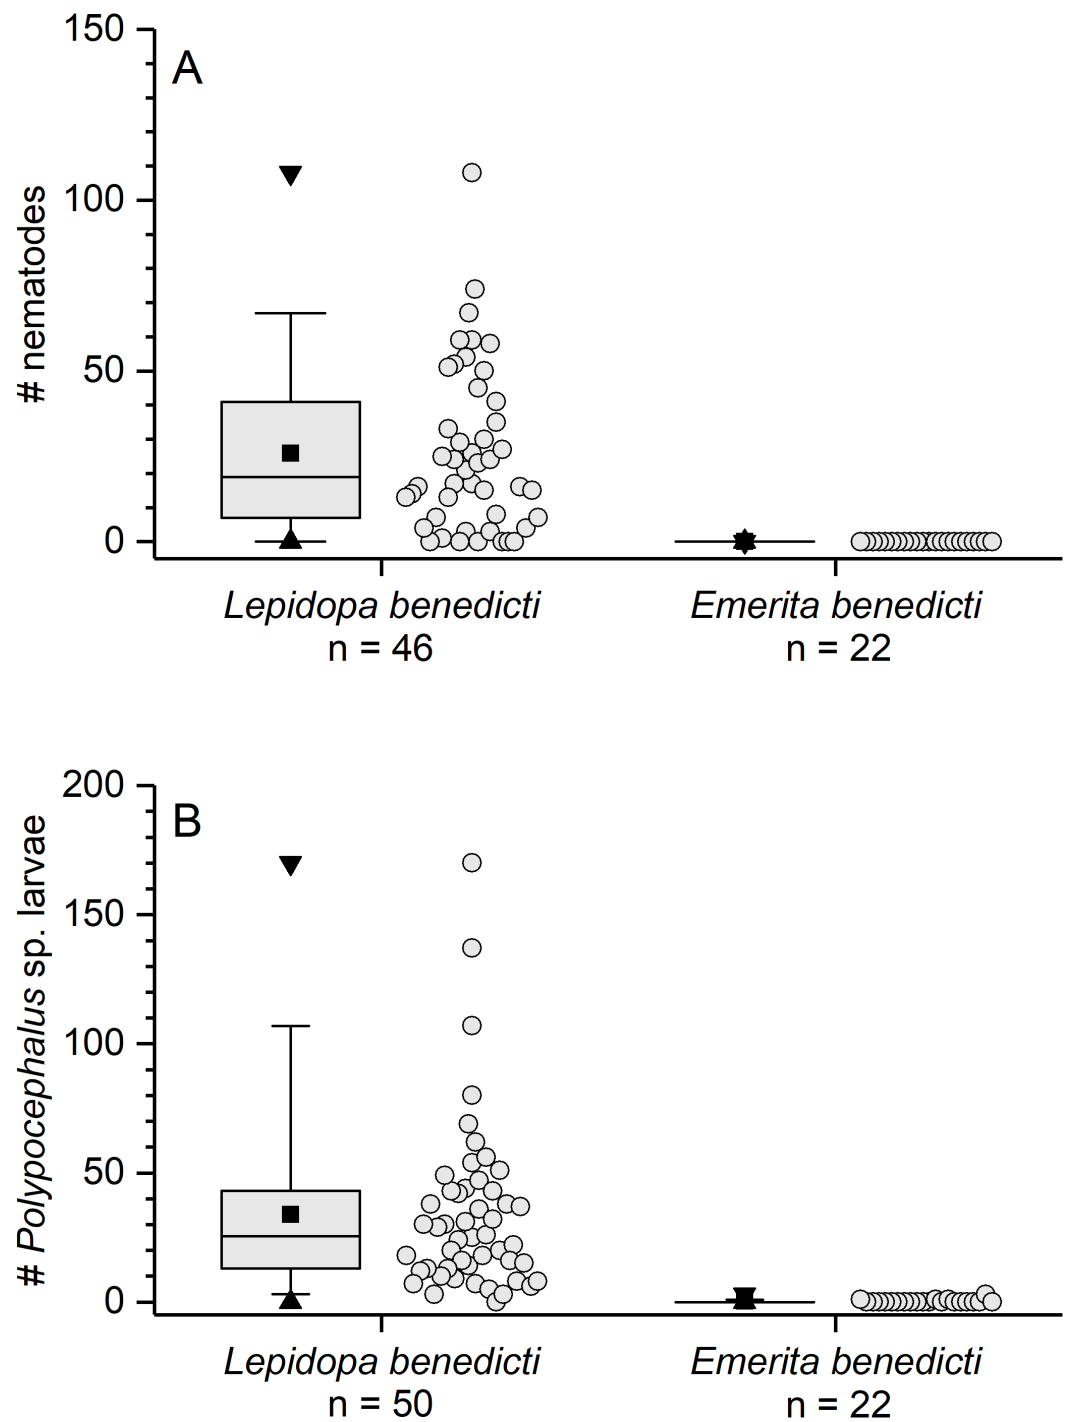 150
A
100
# nematodes
50
0
Lepidopa benedicti
n = 46
Emerita benedicti
n = 22
200
B
150
# Polypocephalus sp. larvae
100
50
0
Lepidopa benedicti
n = 50
Emerita benedicti
n = 22